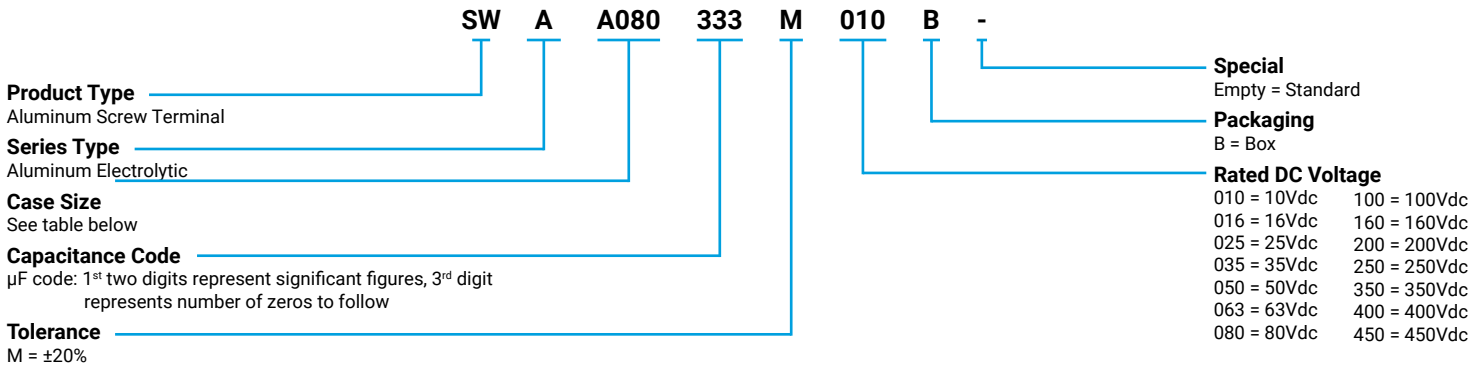 SW A A080 333 M 010 B -
Product Type
Aluminum Screw Terminal
Series Type
Aluminum Electrolytic
Case Size
See table below
Capacitance Code
µF code: 1st two digits represent significant figures, 3rd digit
represents number of zeros to follow
Tolerance
M = ±20%
Special
Empty = Standard
Packaging
B = Box
Rated DC Voltage
010 = 10Vdc 100 = 100Vdc
016 = 16Vdc 160 = 160Vdc
025 = 25Vdc 200 = 200Vdc
035 = 35Vdc 250 = 250Vdc
050 = 50Vdc 350 = 350Vdc
063 = 63Vdc 400 = 400Vdc
080 = 80Vdc 450 = 450Vdc